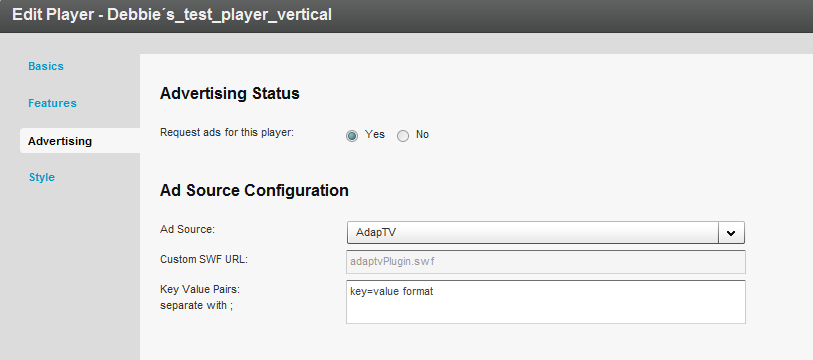 Edit Player - Debbie´s_test_player_vertical
Basics
Features
Advertising
Style
Advertising Status
Request ads for this player: Yes No
Ad Source Configuration
Ad Source: AdapTV
Custom SWF URL: adaptvPlugin.swf
Key Value Pairs: key=value format
separate with ;